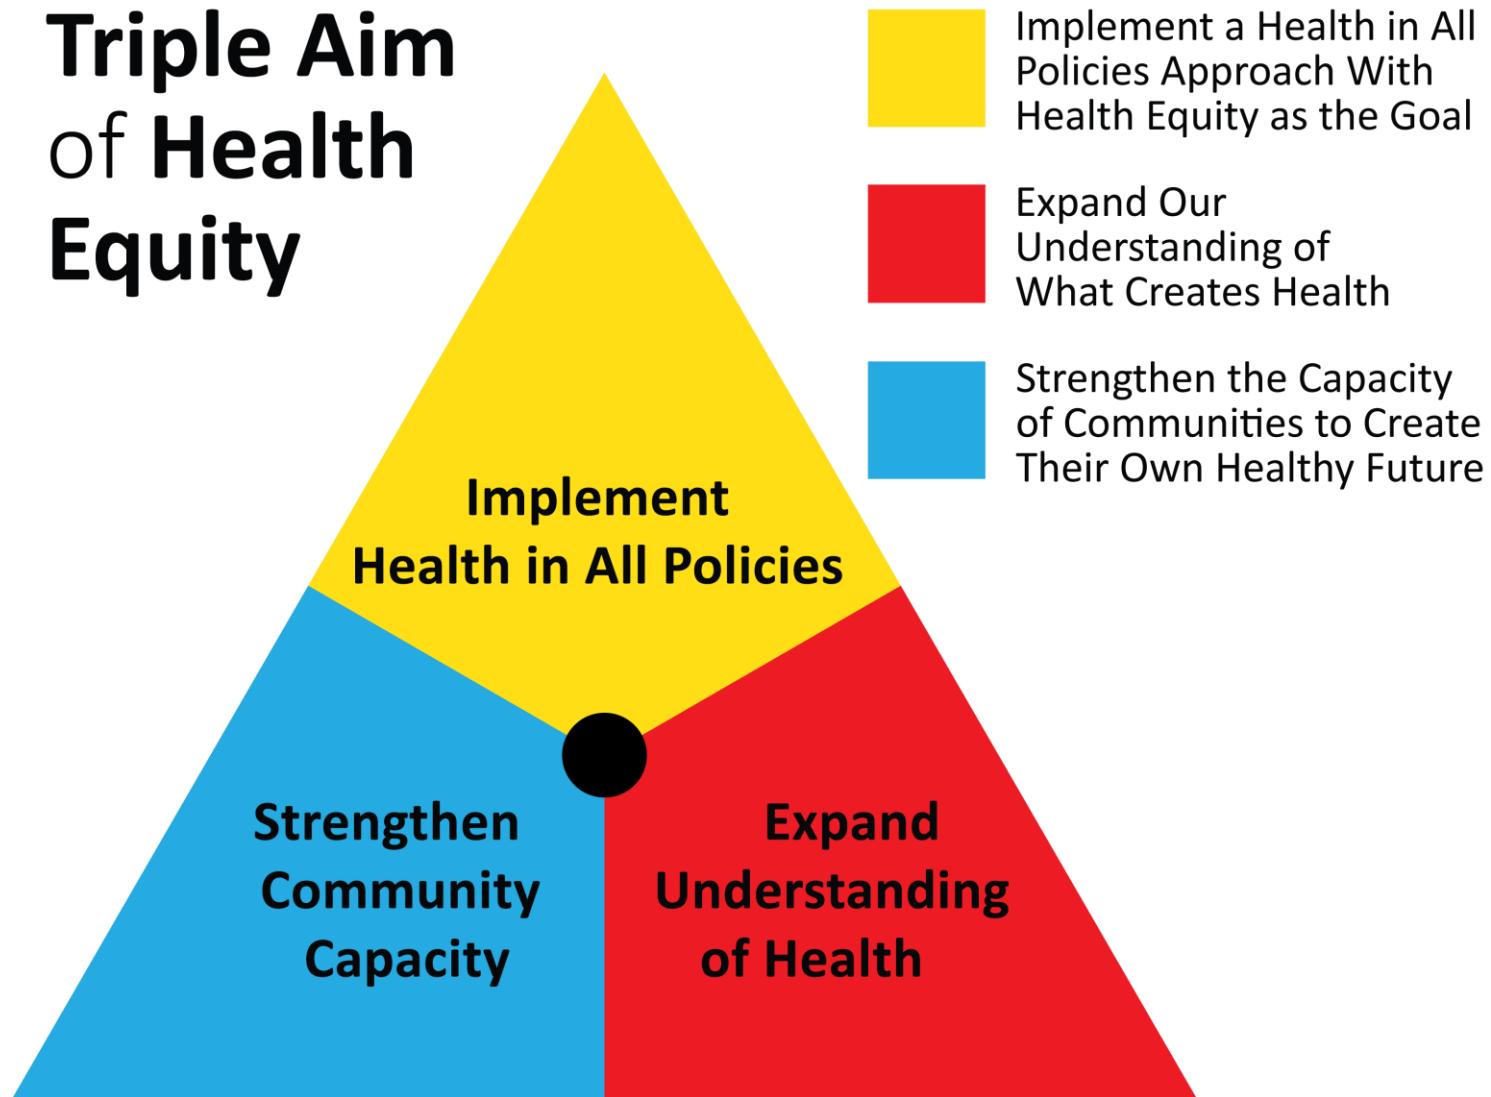 Triple Aim
of Health
Equity
Implement a Health in All
Policies Approach With
Health Equity as the Goal
Expand Our
Understanding of
What Creates Health
Strengthen the Capacity
of Communities to Create
Their Own Healthy Future
Implement
Health in All Policies
Strengthen
Community
Capacity
Expand
Understanding
of Health